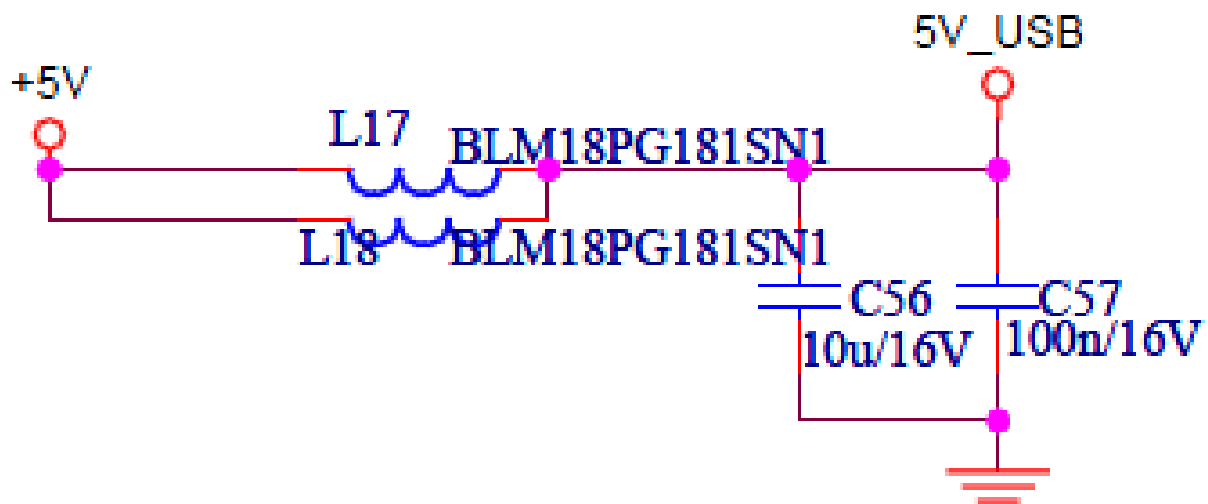 5V_USB
+5V
L17
BLM18PG181SN1
L18
BLM18PG181SN1
C56
10u/16V
C57
100n/16V